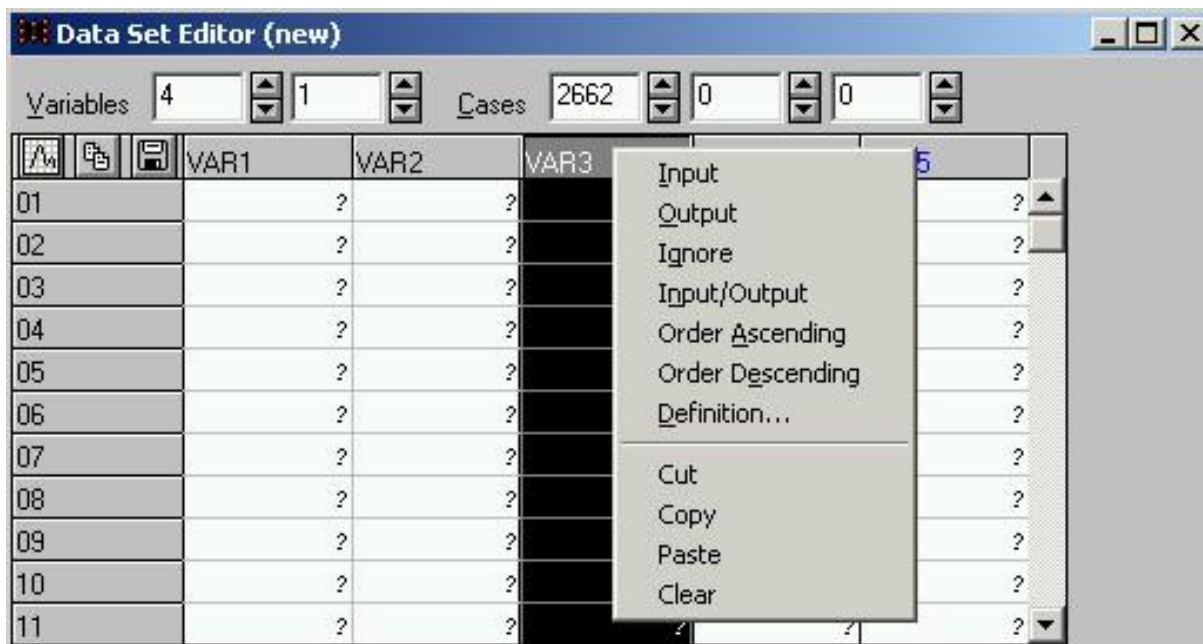 Data Set Editor (new)
Variables 4 1 Cases 2662 0 0
VAR1 VAR2 VAR3 5
01 ? ? ?
02 ? ? ?
03 ? ? ?
04 ? ? ?
05 ? ? ?
06 ? ? ?
07 ? ? ?
08 ? ? ?
09 ? ? ?
10 ? ? ?
11 ? ? ? ? ?
Input
Output
Ignore
Input/Output
Order Ascending
Order Descending
Definition...
Cut
Copy
Paste
Clear